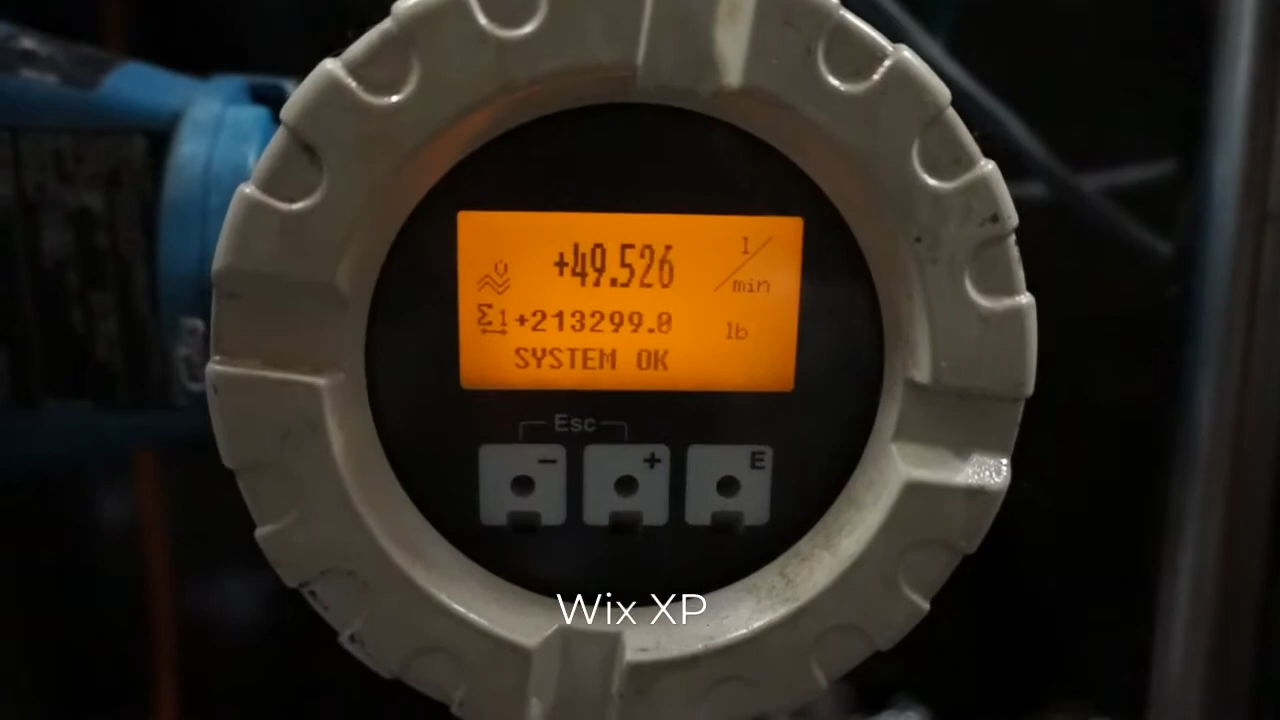 +49.526 l/min
Σ1+213299.0 lb
SYSTEM OK
Esc
- + E
Wix XP